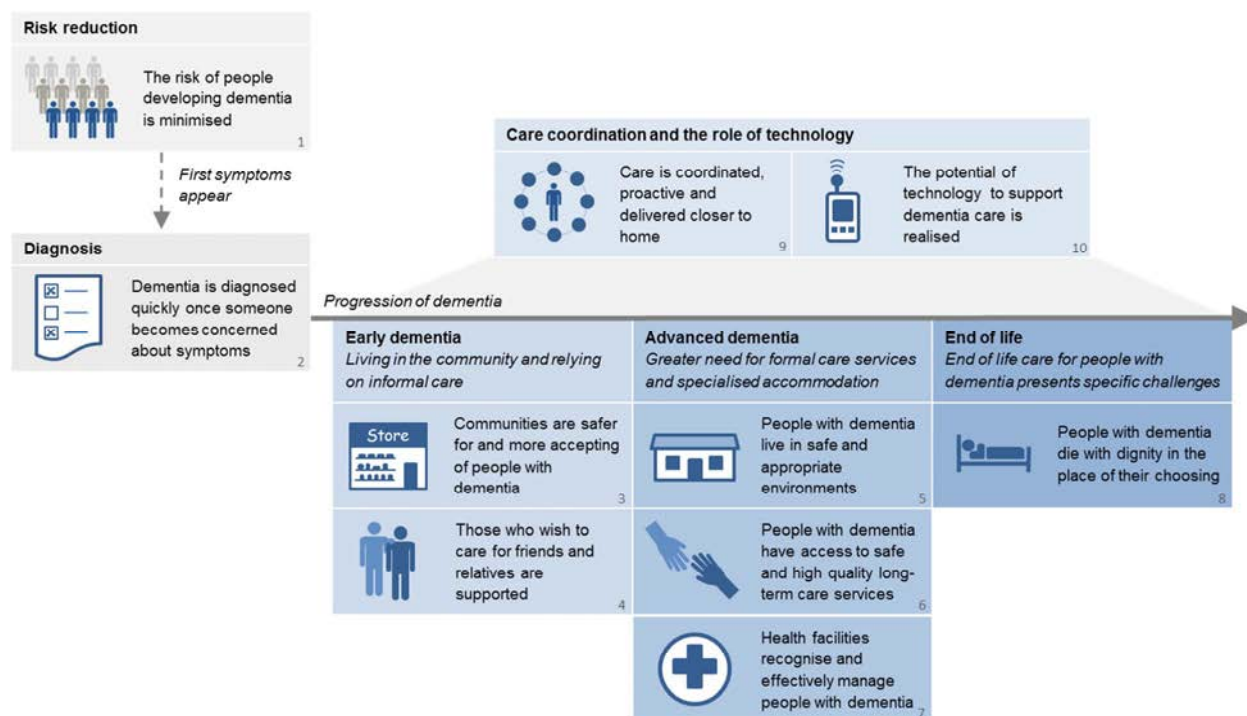 Risk reduction
The risk of people
developing dementia
is minimised
1
First symptoms
appear
Diagnosis
Dementia is diagnosed
quickly once someone
becomes concerned
about symptoms
2
Care coordination and the role of technology
Care is coordinated,
proactive and
delivered closer to
home
9
The potential of
technology to support
dementia care is
realised
10
Progression of dementia
Early dementia
Living in the community and relying
on informal care
Store
Communities are safer
for and more accepting
of people with
dementia
3
Those who wish to
care for friends and
relatives are
supported
4
Advanced dementia
Greater need for formal care services
and specialised accommodation
People with dementia
live in safe and
appropriate
environments
5
People with dementia
have access to safe
and high quality long-
term care services
6
Health facilities
recognise and
effectively manage
people with dementia
7
End of life
End of life care for people with
dementia presents specific challenges
People with dementia
die with dignity in the
place of their choosing
8